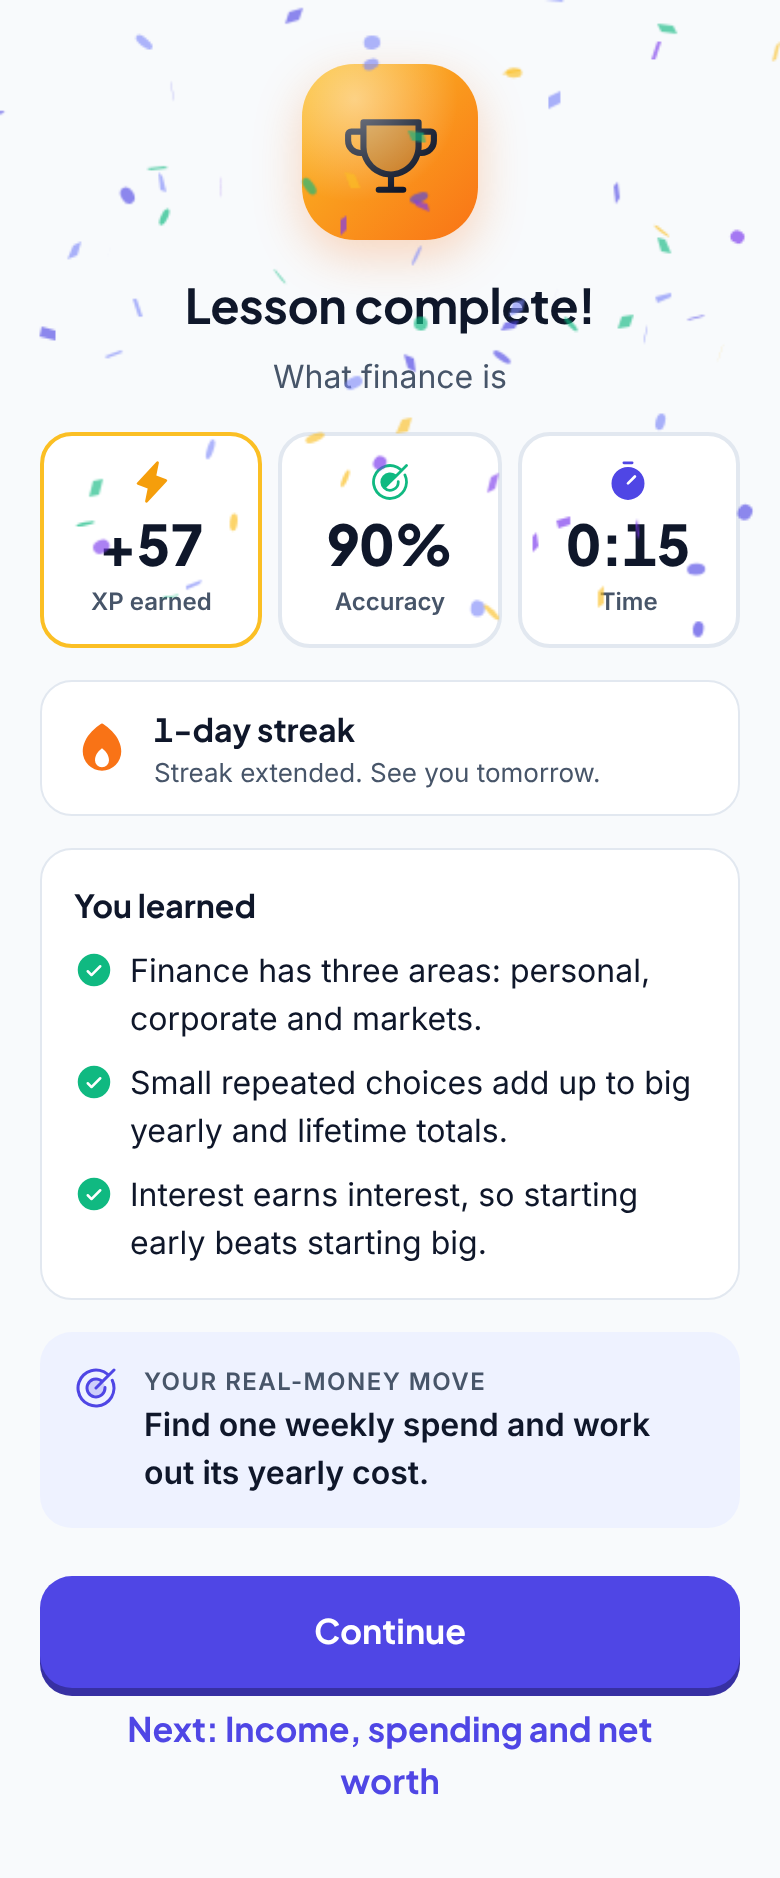 Lesson complete!
What finance is
+57
XP earned
90%
Accuracy
0:15
Time
1-day streak
Streak extended. See you tomorrow.
You learned
Finance has three areas: personal,
corporate and markets.
Small repeated choices add up to big
yearly and lifetime totals.
Interest earns interest, so starting
early beats starting big.
YOUR REAL-MONEY MOVE
Find one weekly spend and work
out its yearly cost.
Continue
Next: Income, spending and net
worth